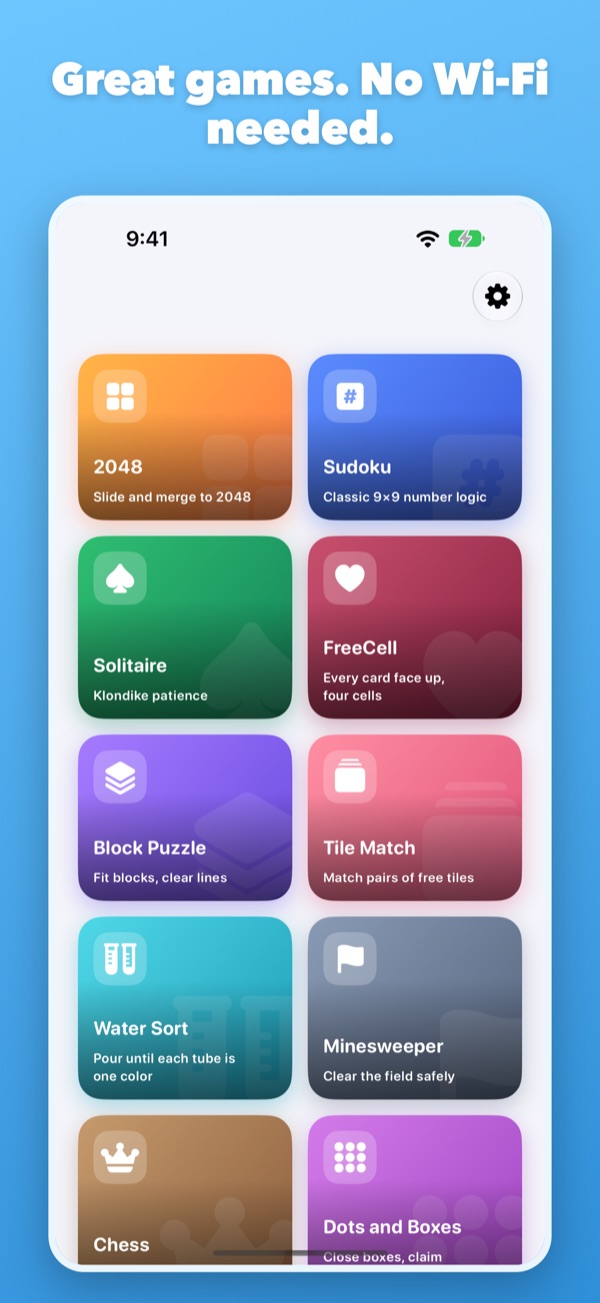 Great games. No Wi-Fi
needed.
9:41
2048
Slide and merge to 2048
#
Sudoku
Classic 9×9 number logic
Solitaire
Klondike patience
FreeCell
Every card face up,
four cells
Block Puzzle
Fit blocks, clear lines
Tile Match
Match pairs of free tiles
Water Sort
Pour until each tube is
one color
Minesweeper
Clear the field safely
Chess
Dots and Boxes
Close boxes, claim